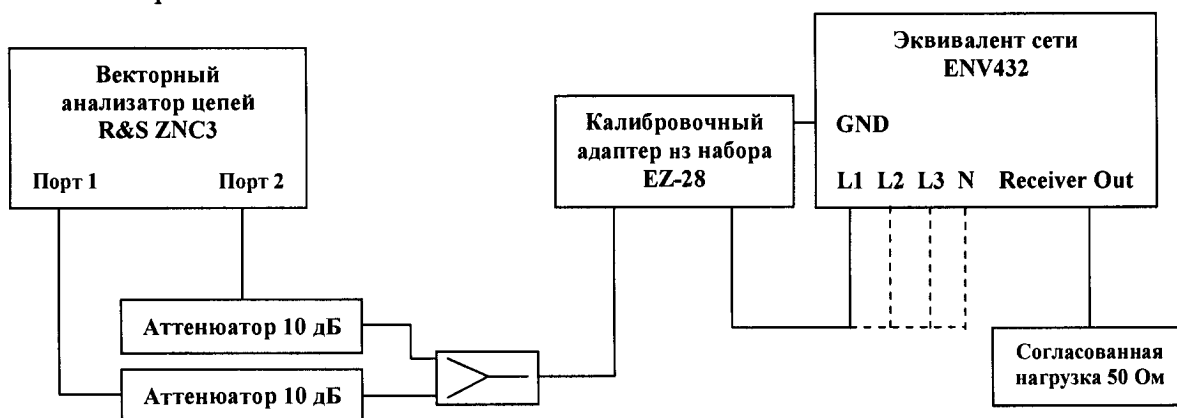 Векторный
анализатор цепей
R&S ZNC3
Порт 1 Порт 2
Эквивалент сети
ENV432
GND
L1 L2 L3 N Receiver Out
Калибровочный
адаптер нз набора
EZ-28
Аттенюатор 10 дБ
Аттенюатор 10 дБ
Согласованная
нагрузка 50 Ом